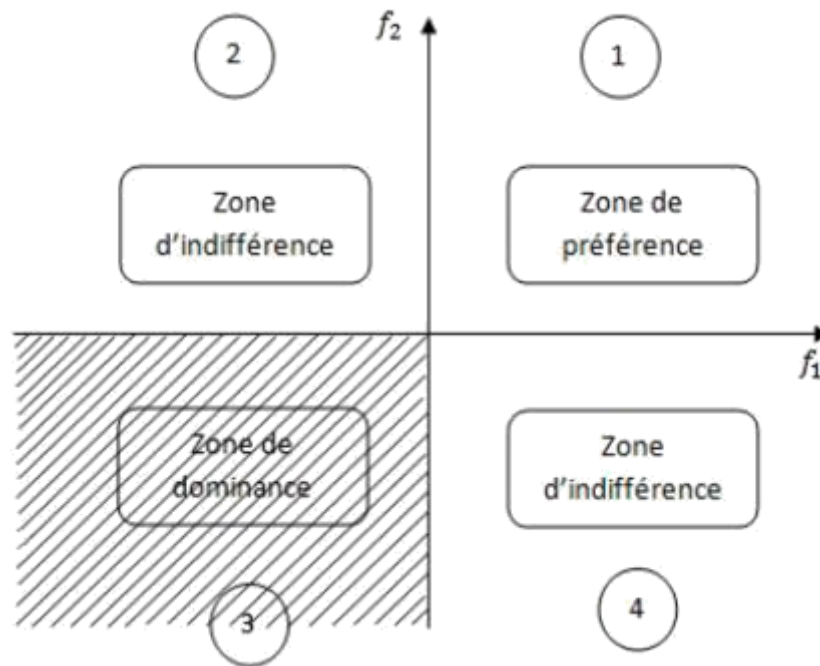 2
f₂
1
Zone
d'indifférence
Zone de
préférence
f₁
Zone de
dominance
Zone
d'indifférence
3
4